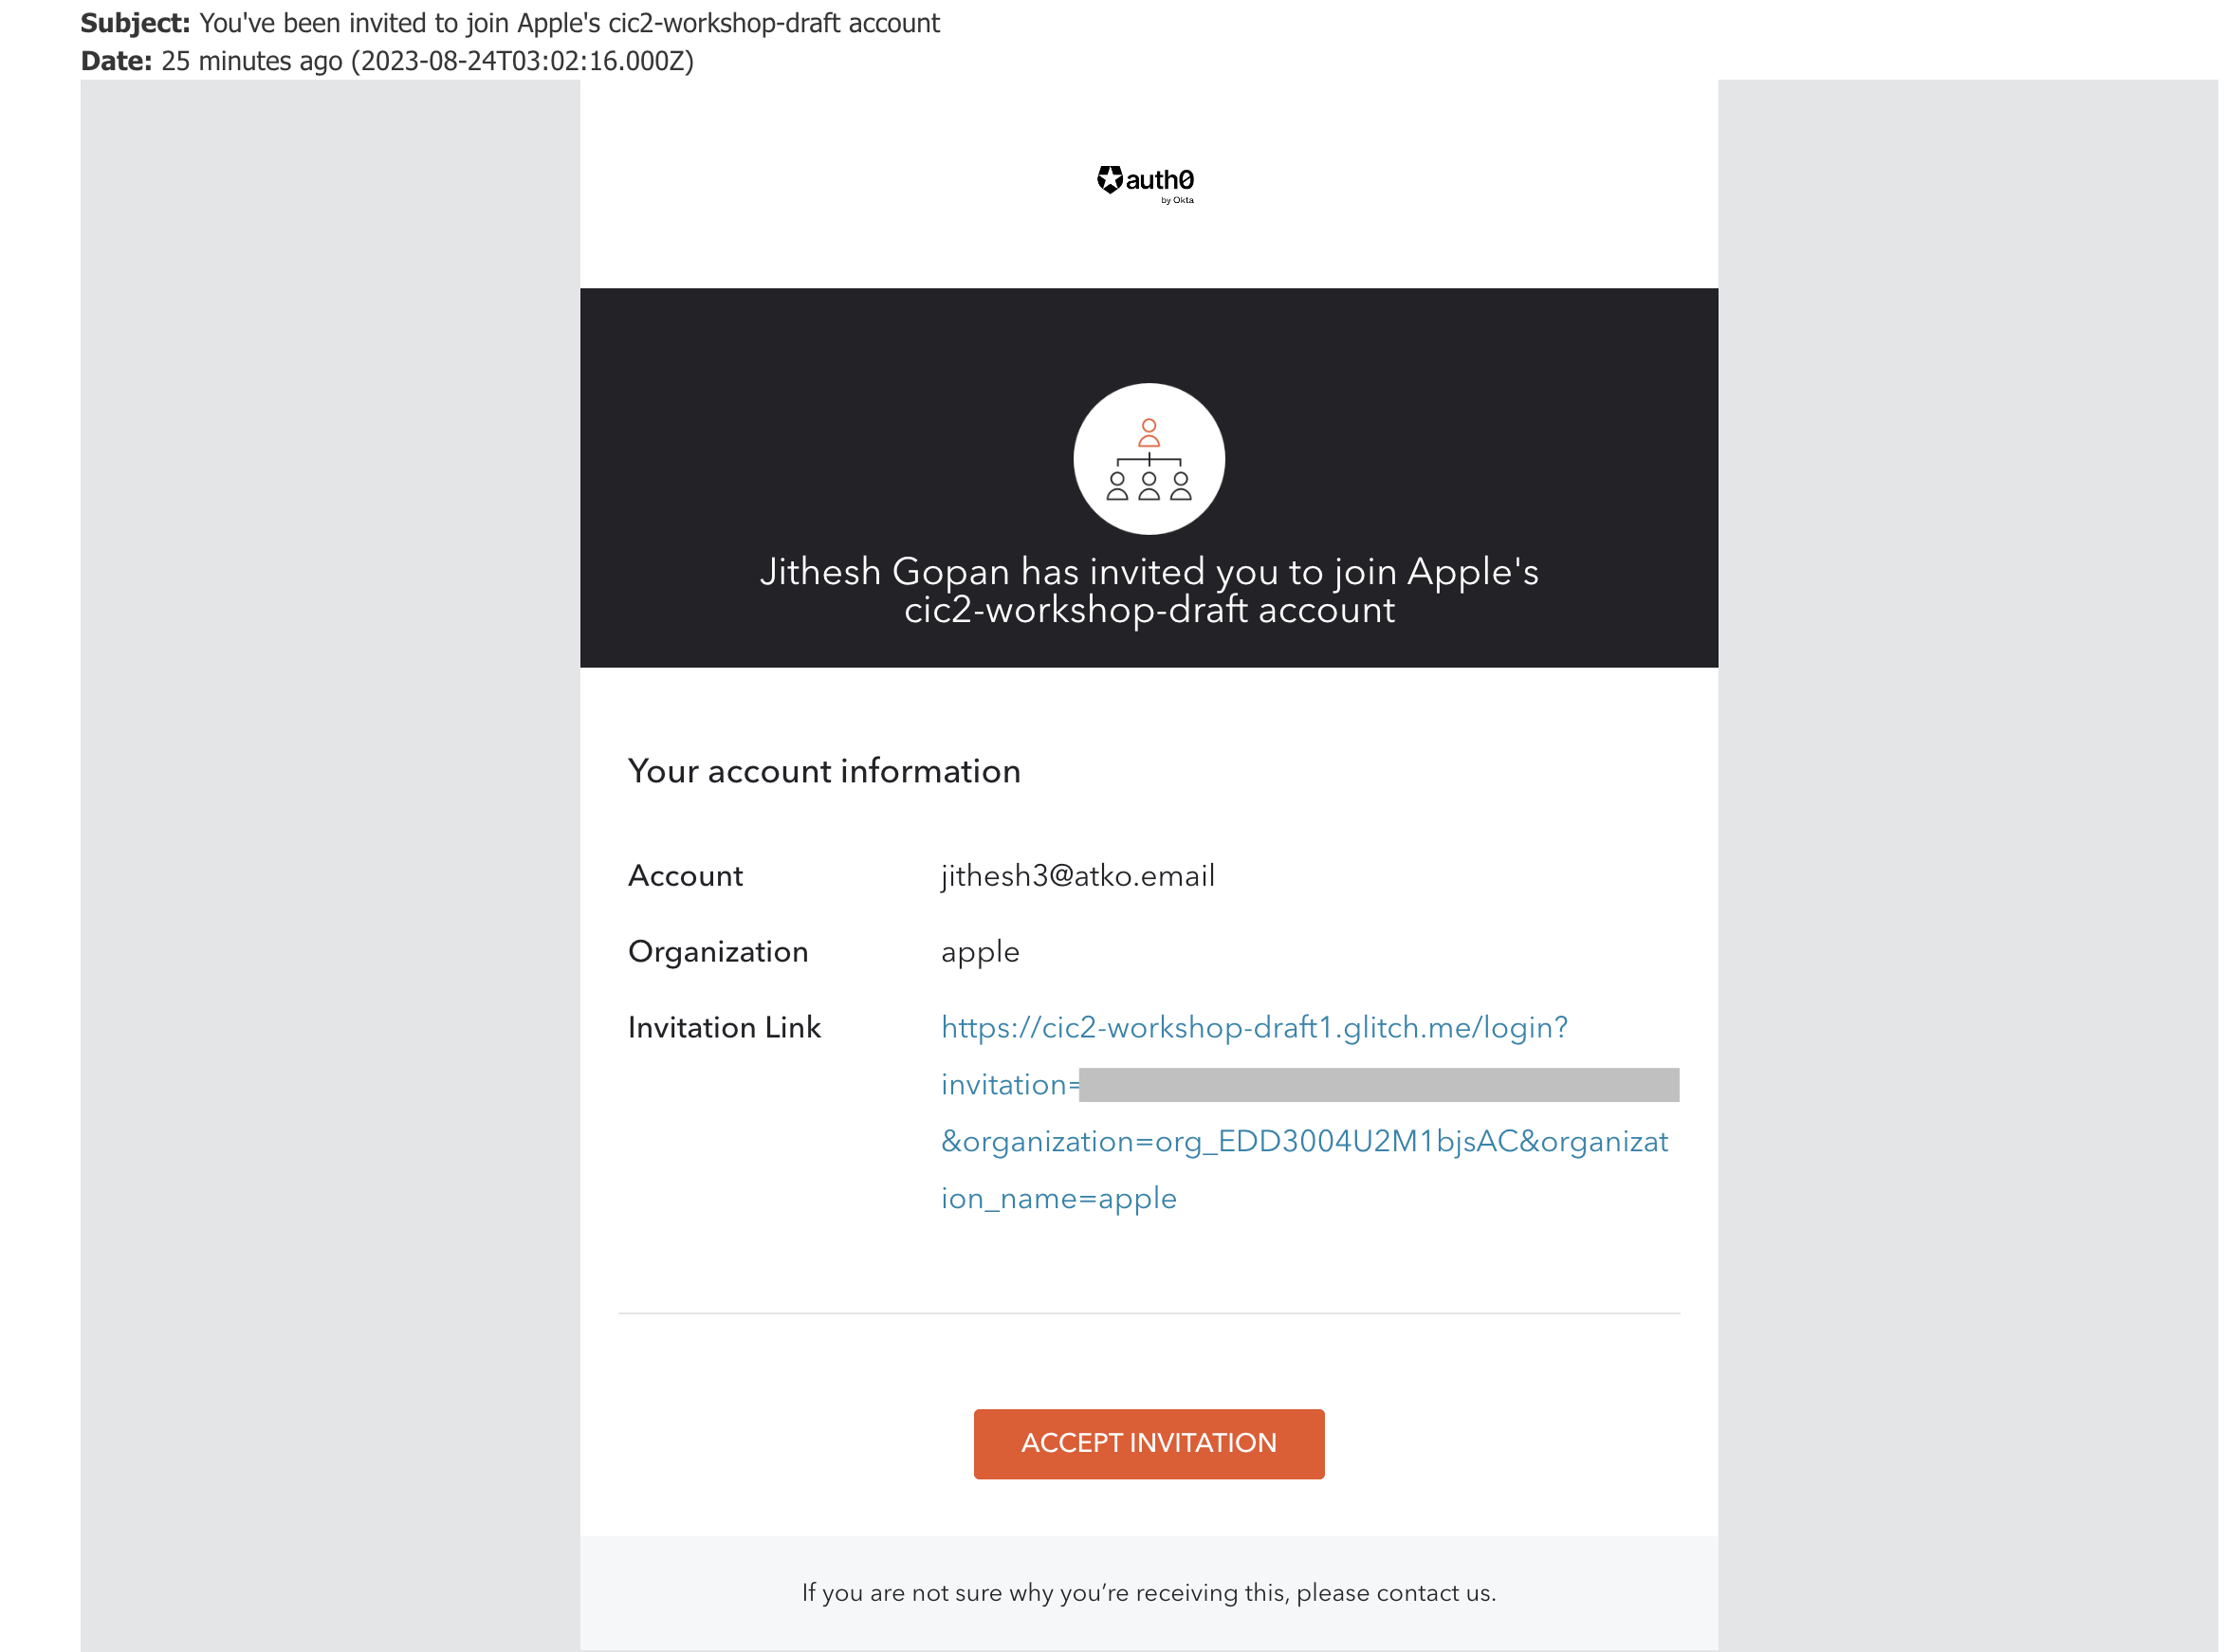 Subject: You've been invited to join Apple's cic2-workshop-draft account
Date: 25 minutes ago (2023-08-24T03:02:16.000Z)
auth0
by Okta
Jithesh Gopan has invited you to join Apple's
cic2-workshop-draft account
Your account information
Account jithesh3@atko.email
Organization apple
Invitation Link https://cic2-workshop-draft1.glitch.me/login?
invitation=
&organization=org_EDD3004U2M1bjsAC&organizat
ion_name=apple
ACCEPT INVITATION
If you are not sure why you’re receiving this, please contact us.